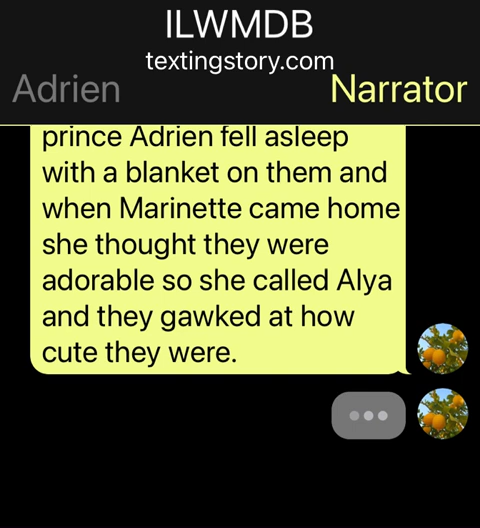 ILWMDB
textingstory.com
Adrien Narrator
prince Adrien fell asleep
with a blanket on them and
when Marinette came home
she thought they were
adorable so she called Alya
and they gawked at how
cute they were.